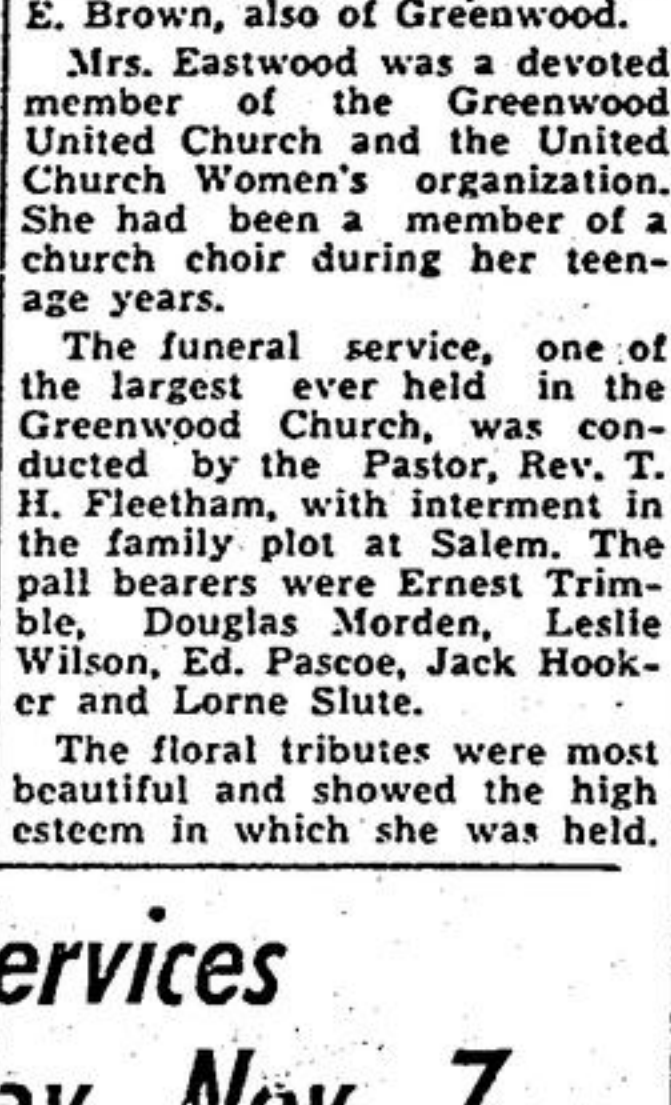 E. Brown, also of Greenwood.
Mrs. Eastwood was a devoted
member of the Greenwood
United Church and the United
Church Women's organization.
She had been a member of a
church choir during her teen-
age years.
The funeral service, one of
the largest ever held in the
Greenwood Church, was con-
ducted by the Pastor, Rev. T.
H. Fleetham, with interment in
the family plot at Salem. The
pall bearers were Ernest Trim-
ble, Douglas Morden, Leslie
Wilson, Ed. Pascoe, Jack Hook-
er and Lorne Slute.
The floral tributes were most
beautiful and showed the high
esteem in which she was held.
ervices
ay Nov 7